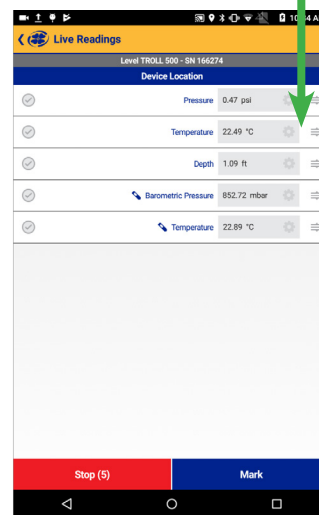 Live Readings
Level TROLL 500 - SN 166274
Device Location
Pressure 0.47 psi
Temperature 22.49 °C
Depth 1.09 ft
Barometric Pressure 852.72 mbar
Temperature 22.89 °C
Stop (5) Mark